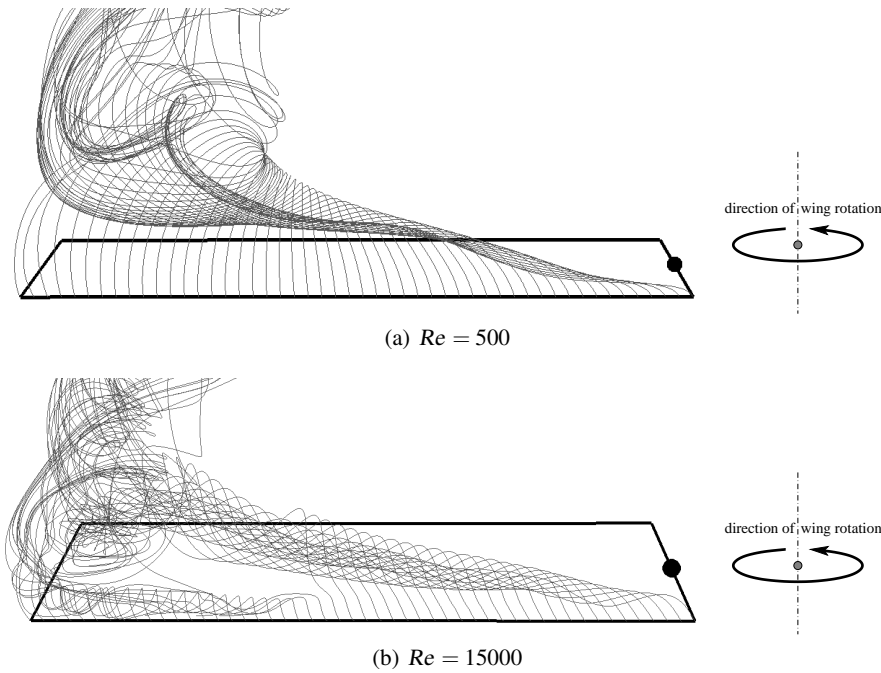 direction of wing rotation
(a) Re = 500
direction of wing rotation
(b) Re = 15000